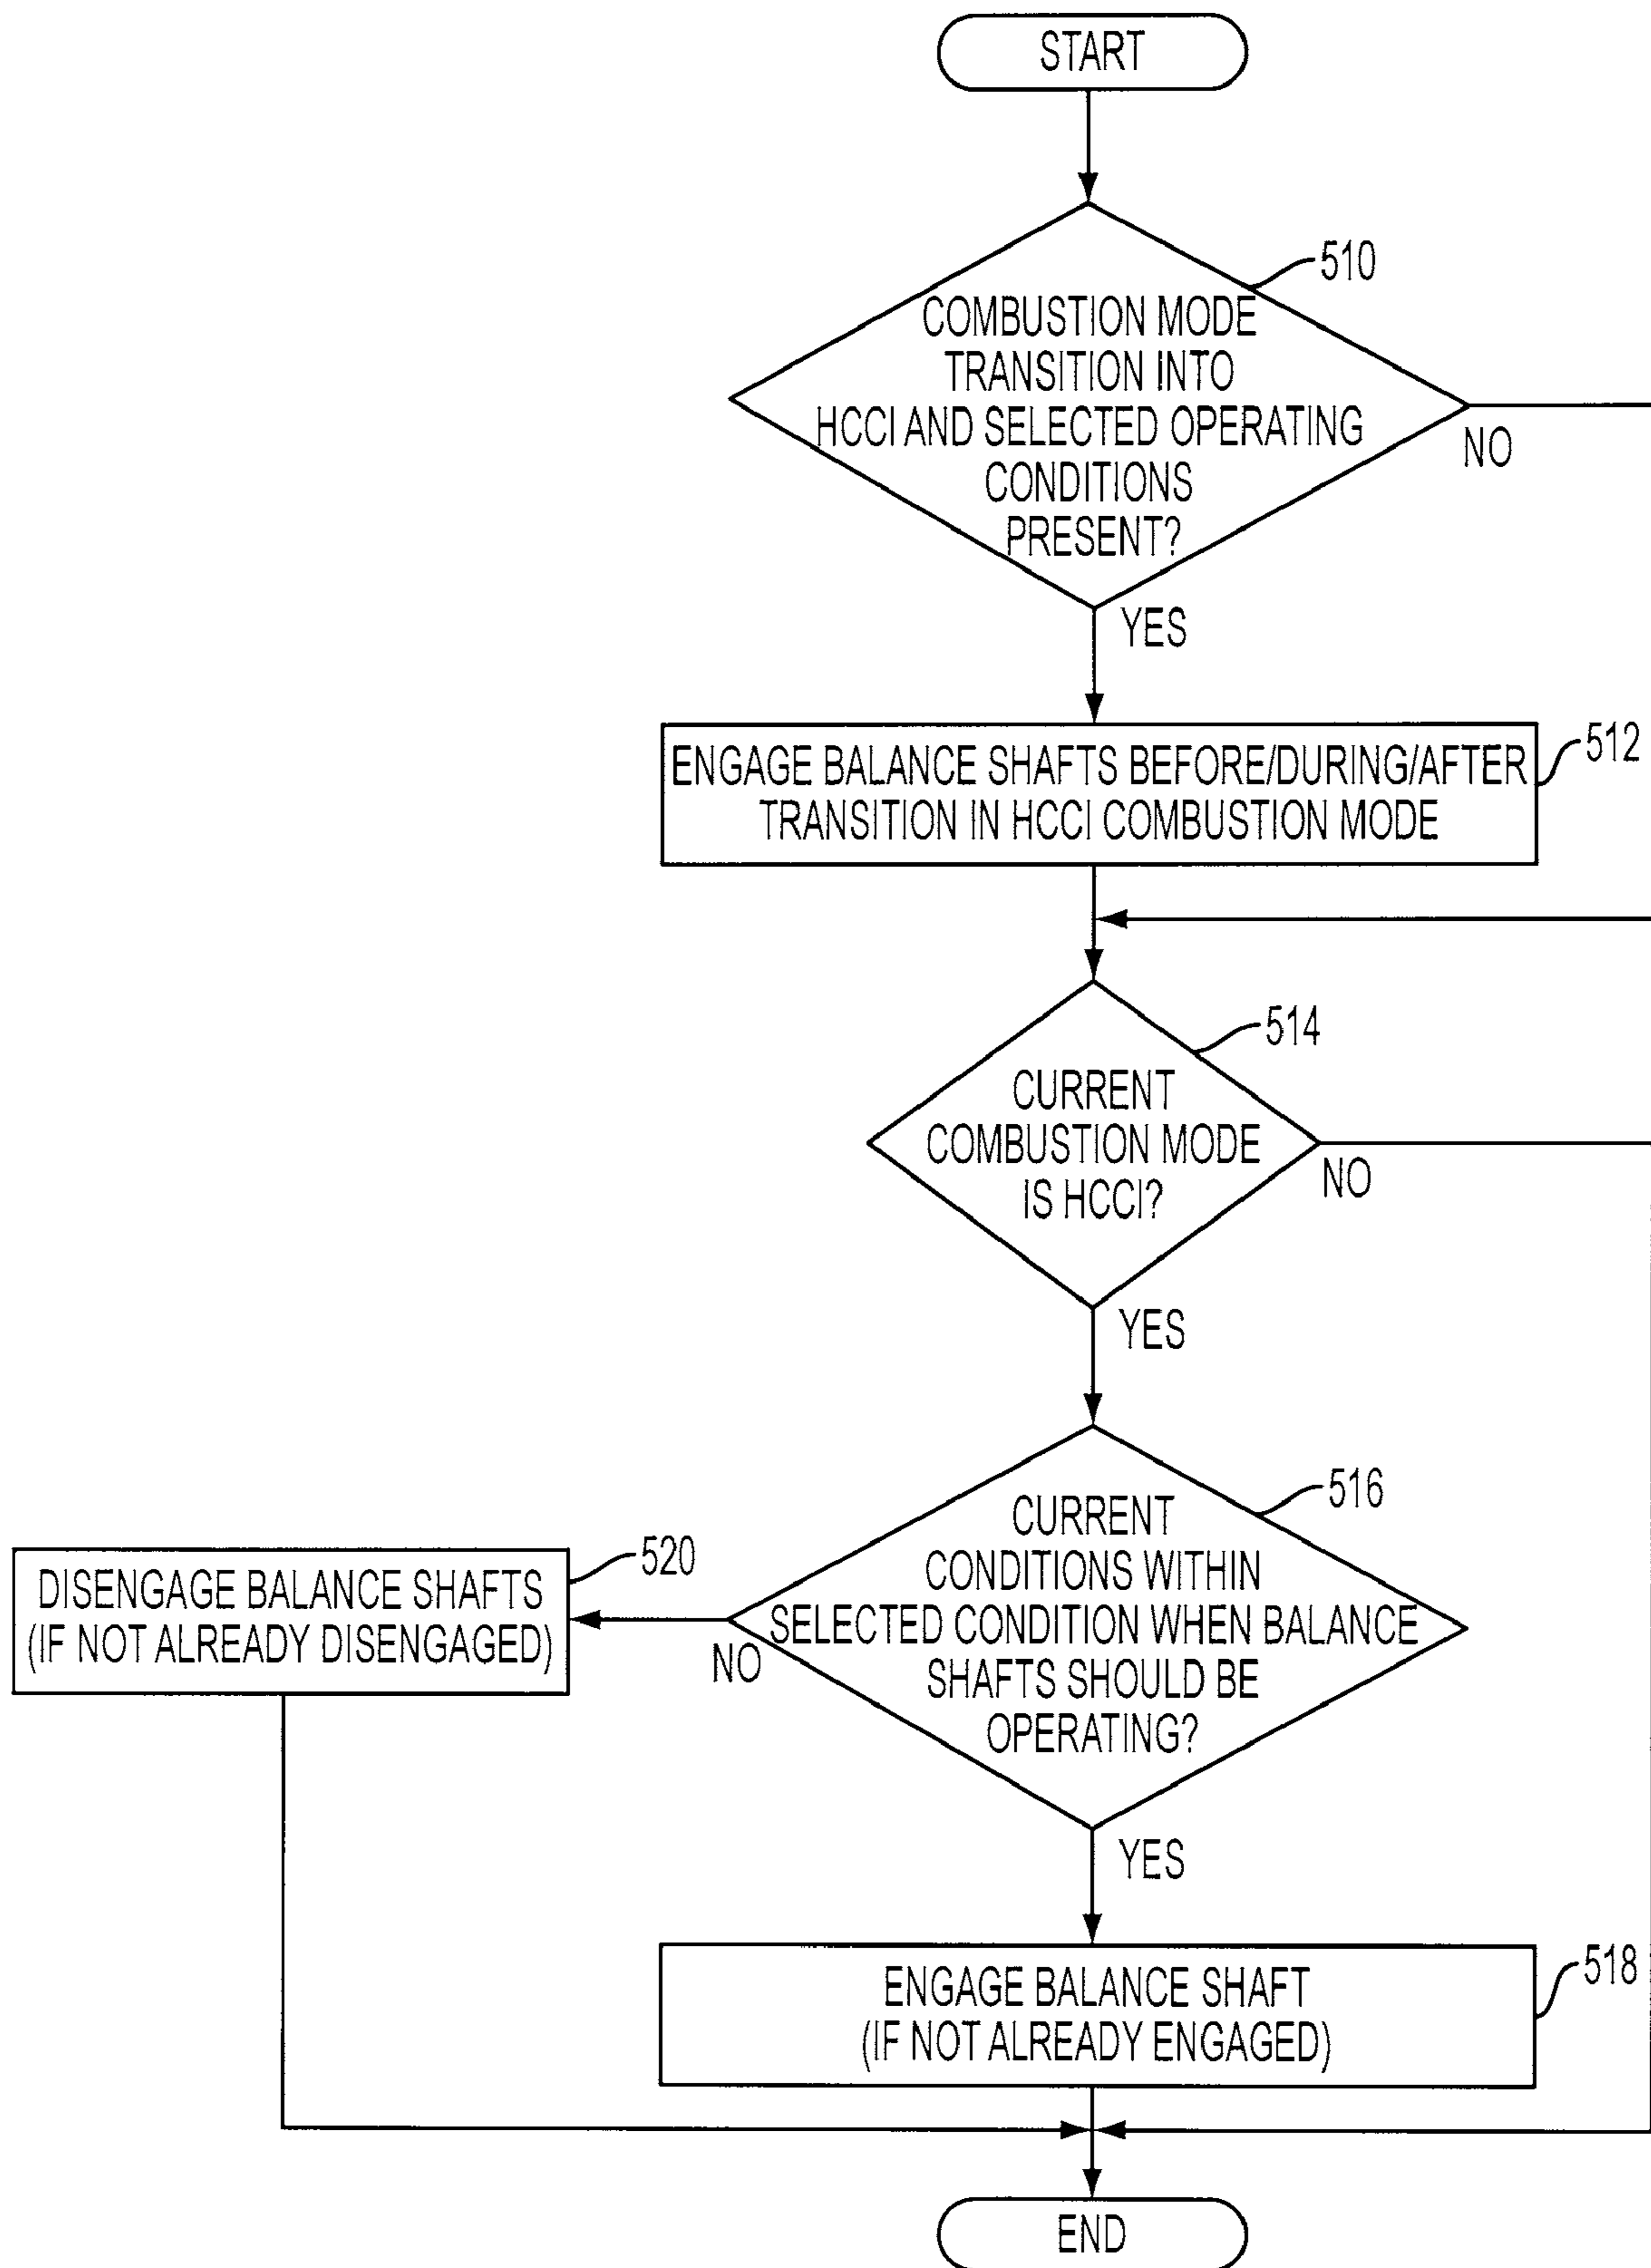 START
510
COMBUSTION MODE
TRANSITION INTO
HCCI AND SELECTED OPERATING
CONDITIONS
PRESENT?
NO
YES
512
ENGAGE BALANCE SHAFTS BEFORE/DURING/AFTER
TRANSITION IN HCCI COMBUSTION MODE
514
CURRENT
COMBUSTION MODE
IS HCCI?
NO
YES
516
CURRENT
CONDITIONS WITHIN
SELECTED CONDITION WHEN BALANCE
SHAFTS SHOULD BE
OPERATING?
NO
520
DISENGAGE BALANCE SHAFTS
(IF NOT ALREADY DISENGAGED)
YES
518
ENGAGE BALANCE SHAFT
(IF NOT ALREADY ENGAGED)
END